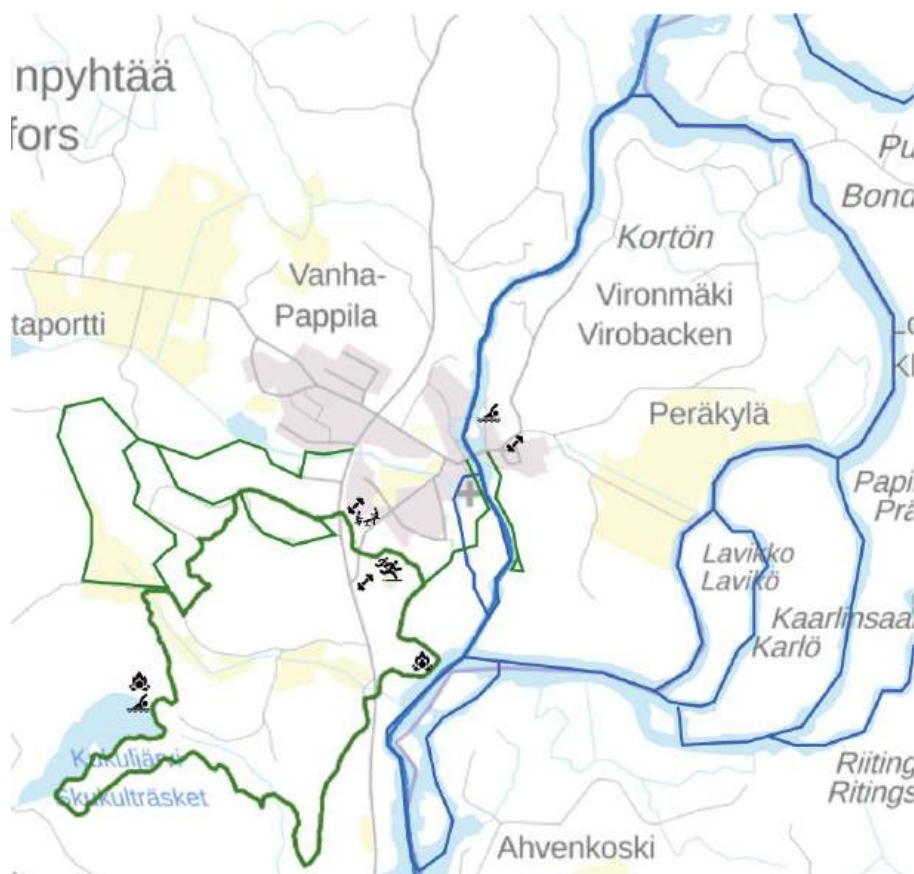 npyhtää
fors
Pu
Bond
Kortön
Vanha-
Pappila
Vironmäki
Virobacken
taportti
Lo
Kl
Peräkylä
Papi
Prä
Lavikko
Lavikö
Kaarlinsaa
Karlö
Kukuljärvi
Skukulträsket
Riiting
Ritings
Ahvenkoski